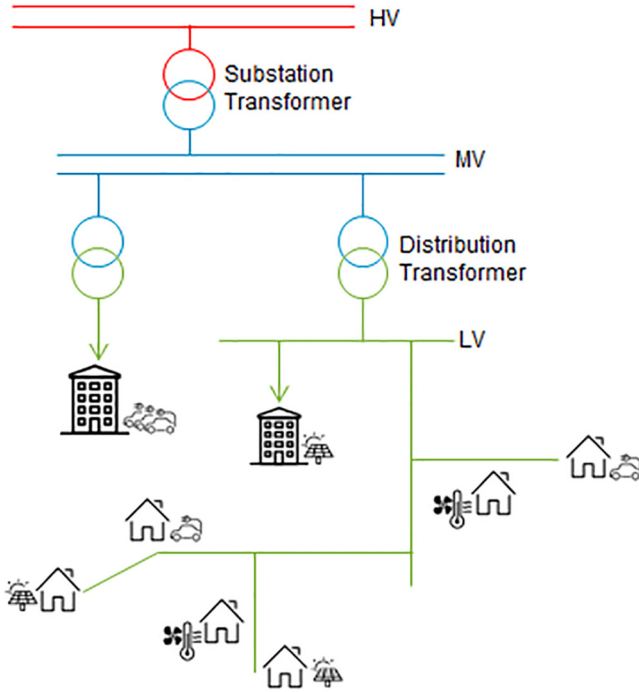 HV
Substation
Transformer
MV
Distribution
Transformer
LV